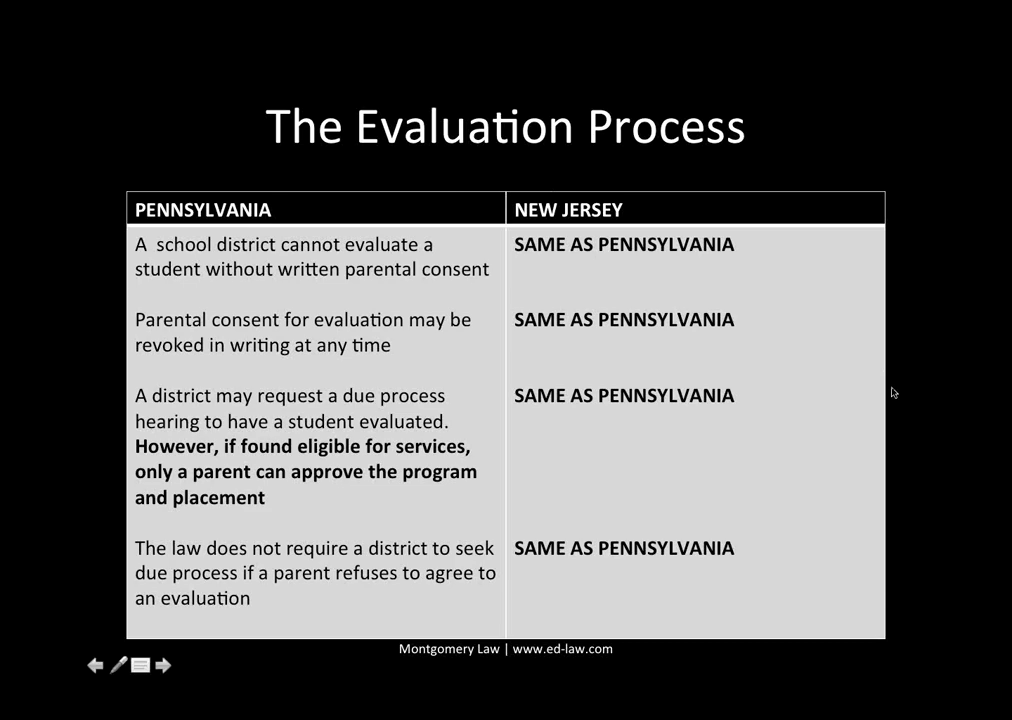 The Evaluation Process
PENNSYLVANIA
NEW JERSEY
A  school district cannot evaluate a
student without written parental consent
SAME AS PENNSYLVANIA
Parental consent for evaluation may be
revoked in writing at any time
SAME AS PENNSYLVANIA
A district may request a due process
hearing to have a student evaluated.
However, if found eligible for services,
only a parent can approve the program
and placement
SAME AS PENNSYLVANIA
The law does not require a district to seek
due process if a parent refuses to agree to
an evaluation
SAME AS PENNSYLVANIA
Montgomery Law | www.ed-law.com